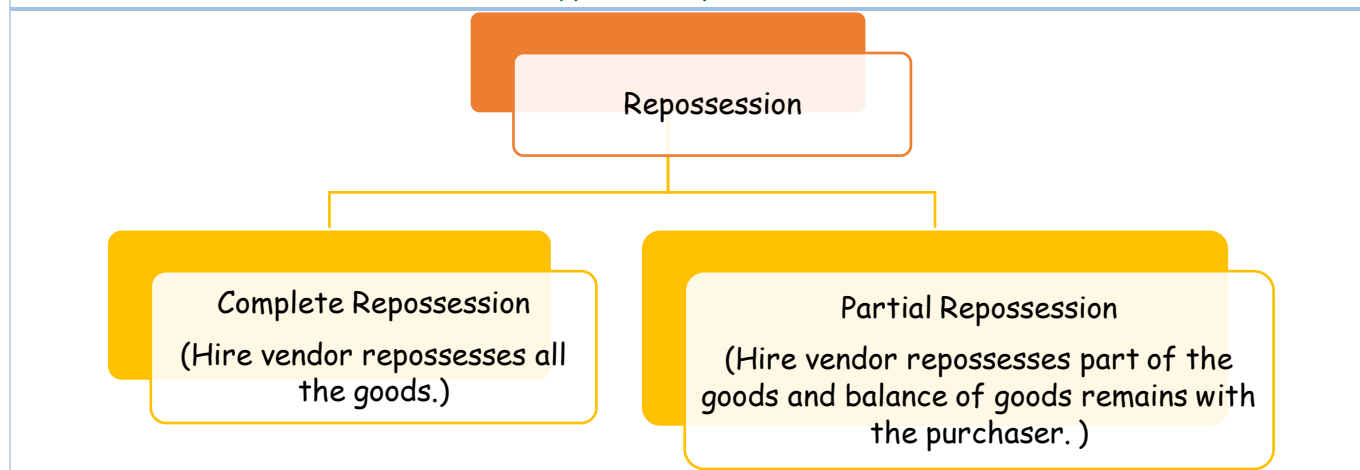 Repossession
Complete Repossession
(Hire vendor repossesses all
the goods.)
Partial Repossession
(Hire vendor repossesses part of the
goods and balance of goods remains with
the purchaser. )